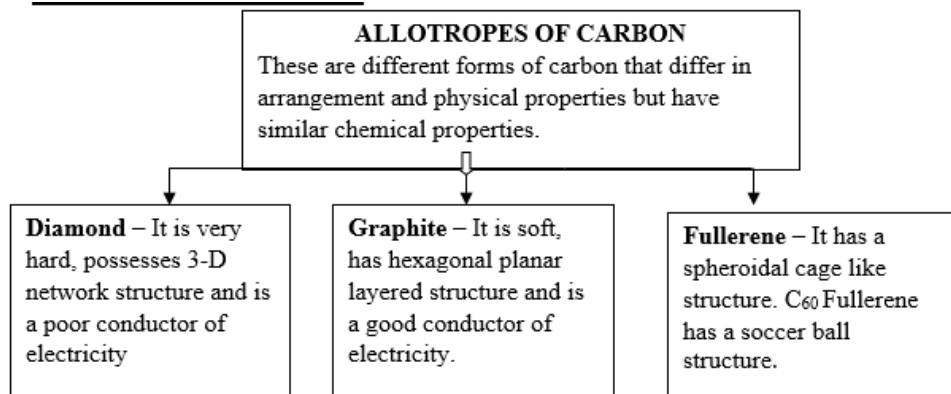 ALLOTROPES OF CARBON
These are different forms of carbon that differ in
arrangement and physical properties but have
similar chemical properties.
Diamond – It is very
hard, possesses 3-D
network structure and is
a poor conductor of
electricity
Graphite – It is soft,
has hexagonal planar
layered structure and is
a good conductor of
electricity.
Fullerene – It has a
spheroidal cage like
structure. C₆₀ Fullerene
has a soccer ball
structure.